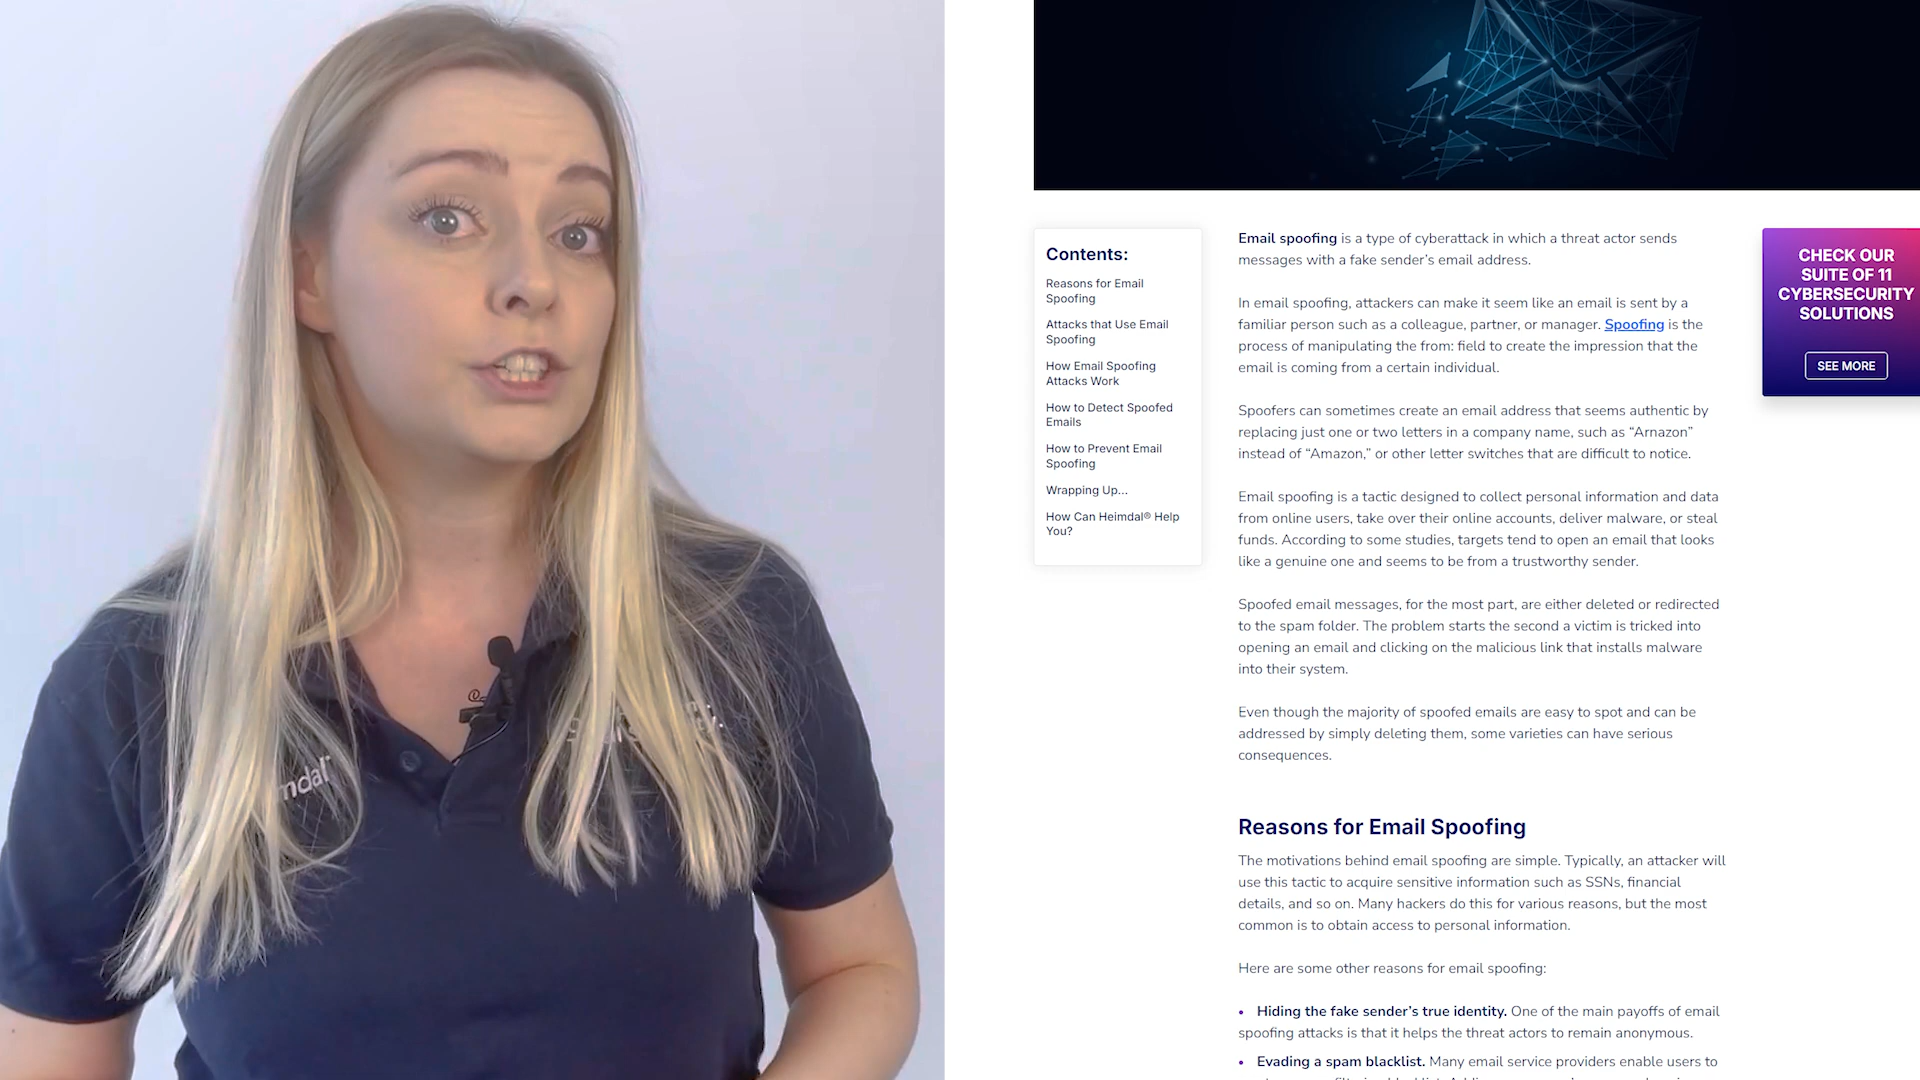 Contents:
Reasons for Email
Spoofing
Attacks that Use Email
Spoofing
How Email Spoofing
Attacks Work
How to Detect Spoofed
Emails
How to Prevent Email
Spoofing
Wrapping Up...
How Can Heimdal® Help
You?
Email spoofing is a type of cyberattack in which a threat actor sends
messages with a fake sender’s email address.
In email spoofing, attackers can make it seem like an email is sent by a
familiar person such as a colleague, partner, or manager. Spoofing is the
process of manipulating the from: field to create the impression that the
email is coming from a certain individual.
Spoofers can sometimes create an email address that seems authentic by
replacing just one or two letters in a company name, such as “Arnazon”
instead of “Amazon,” or other letter switches that are difficult to notice.
Email spoofing is a tactic designed to collect personal information and data
from online users, take over their online accounts, deliver malware, or steal
funds. According to some studies, targets tend to open an email that looks
like a genuine one and seems to be from a trustworthy sender.
Spoofed email messages, for the most part, are either deleted or redirected
to the spam folder. The problem starts the second a victim is tricked into
opening an email and clicking on the malicious link that installs malware
into their system.
Even though the majority of spoofed emails are easy to spot and can be
addressed by simply deleting them, some varieties can have serious
consequences.
Reasons for Email Spoofing
The motivations behind email spoofing are simple. Typically, an attacker will
use this tactic to acquire sensitive information such as SSNs, financial
details, and so on. Many hackers do this for various reasons, but the most
common is to obtain access to personal information.
Here are some other reasons for email spoofing:
• Hiding the fake sender’s true identity. One of the main payoffs of email
spoofing attacks is that it helps the threat actors to remain anonymous.
• Evading a spam blacklist. Many email service providers enable users to
CHECK OUR
SUITE OF 11
CYBERSECURITY
SOLUTIONS
SEE MORE
mdal